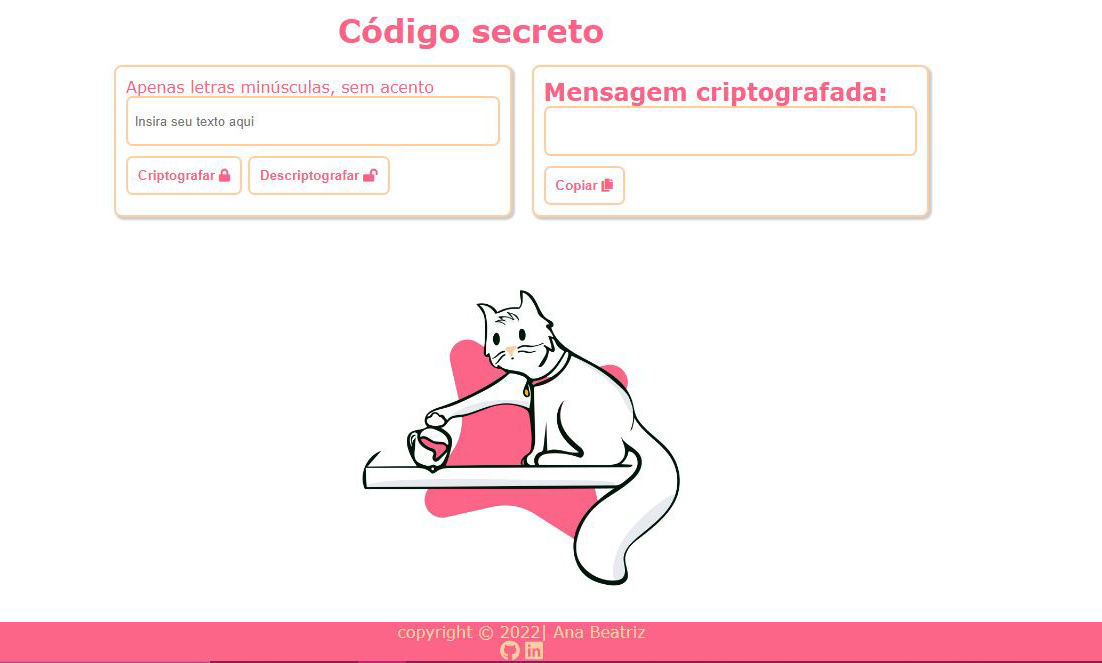 Código secreto
Apenas letras minúsculas, sem acento
Insira seu texto aqui
Criptografar
Descriptografar
Mensagem criptografada:
Copiar
copyright © 2022| Ana Beatriz
in